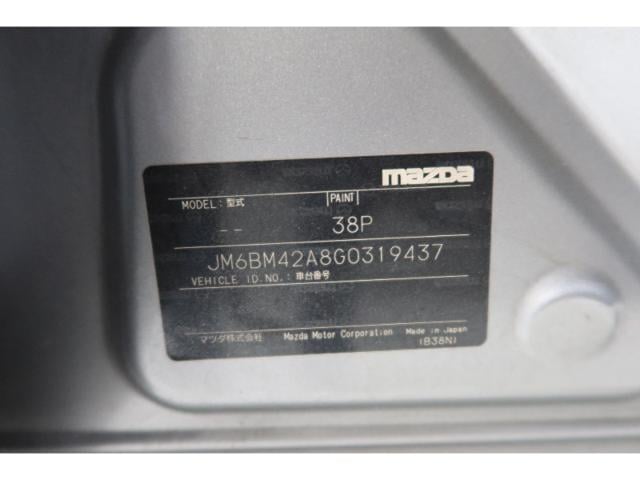 mazda
MODEL: 型式 PAINT
-- 38P
JM6BM42A8G0319437
VEHICLE ID.NO.: 車台番号
マツダ株式会社 Mazda Motor Corporation Made in Japan
(B38N)